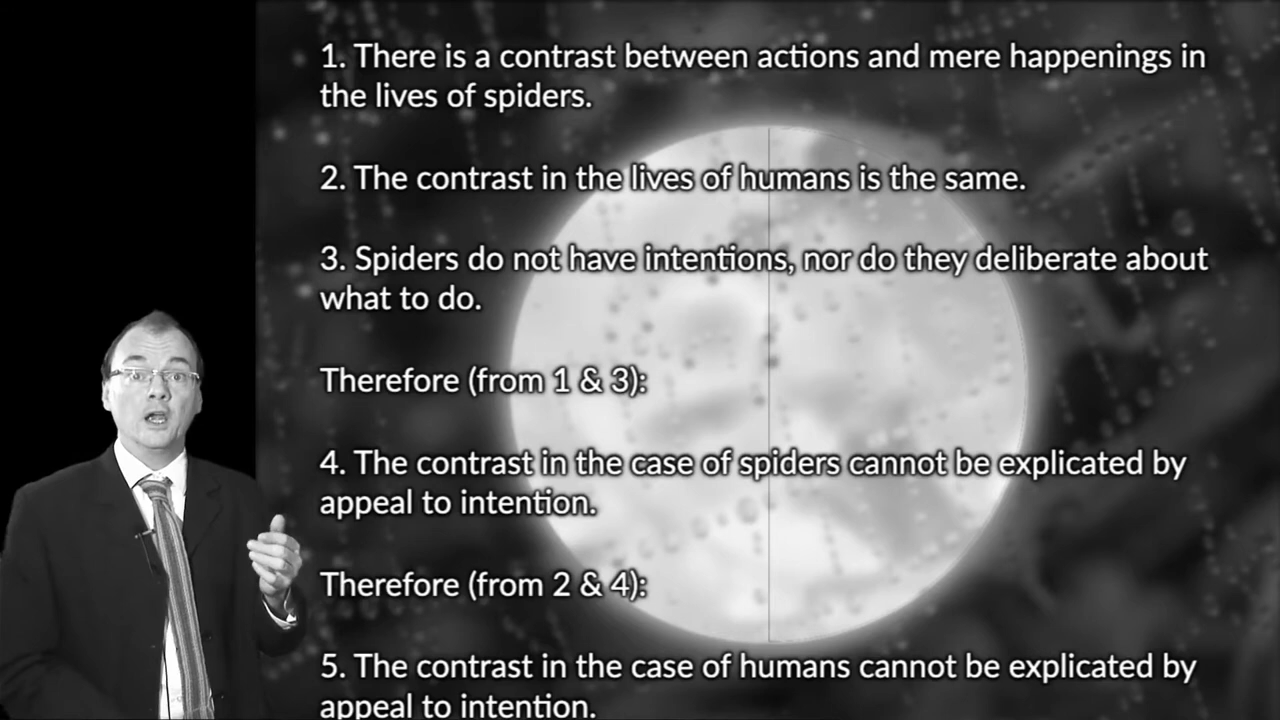 1. There is a contrast between actions and mere happenings in
the lives of spiders.
2. The contrast in the lives of humans is the same.
3. Spiders do not have intentions, nor do they deliberate about
what to do.
Therefore (from 1 & 3):
4. The contrast in the case of spiders cannot be explicated by
appeal to intention.
Therefore (from 2 & 4):
5. The contrast in the case of humans cannot be explicated by
appeal to intention.